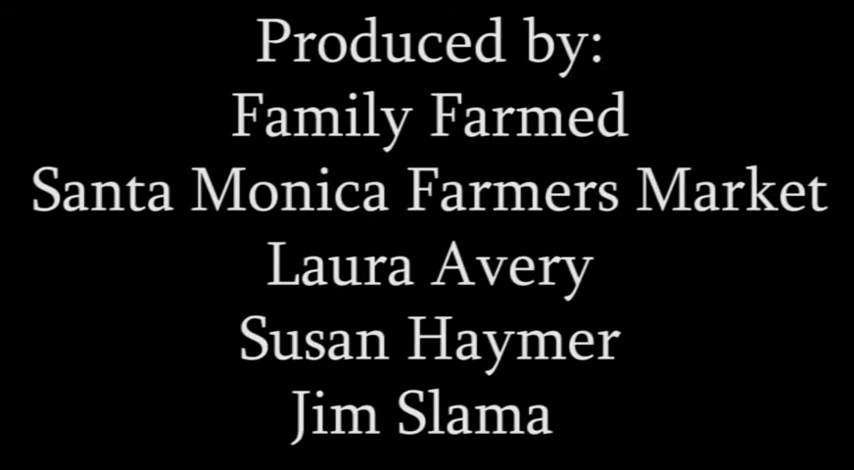 Produced by:
Family Farmed
Santa Monica Farmers Market
Laura Avery
Susan Haymer
Jim Slama